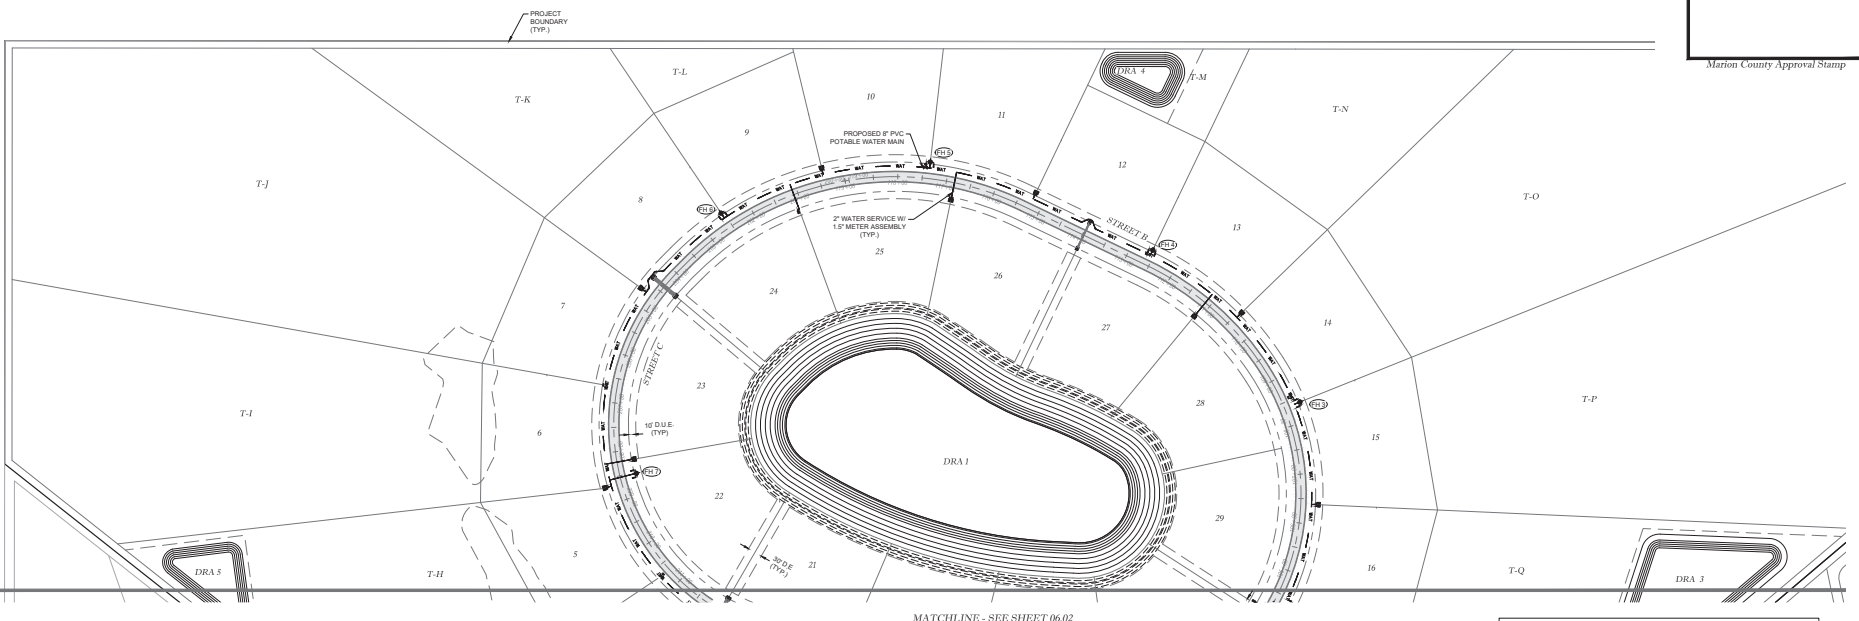 PROJECT
BOUNDARY
(TYP.)
Marion County Approval Stamp
T-L
DRA 4
T-M
T-K
10
T-N
11
9
PROPOSED 8" PVC
POTABLE WATER MAIN
FH 5
12
T-J
8
T-O
FH 6
2" WATER SERVICE W/
1.5" METER ASSEMBLY
(TYP.)
STREET B
13
FH 4
25
26
24
7
14
27
STREET C
23
T-I
28
FH 3
T-P
10' D.U.E.
(TYP)
6
15
DRA 1
FH 7
22
29
5
30' D.E
(TYP.)
21
DRA 5
T-H
16
T-Q
DRA 3
WAT
MATCHLINE - SEE SHEET 06.02